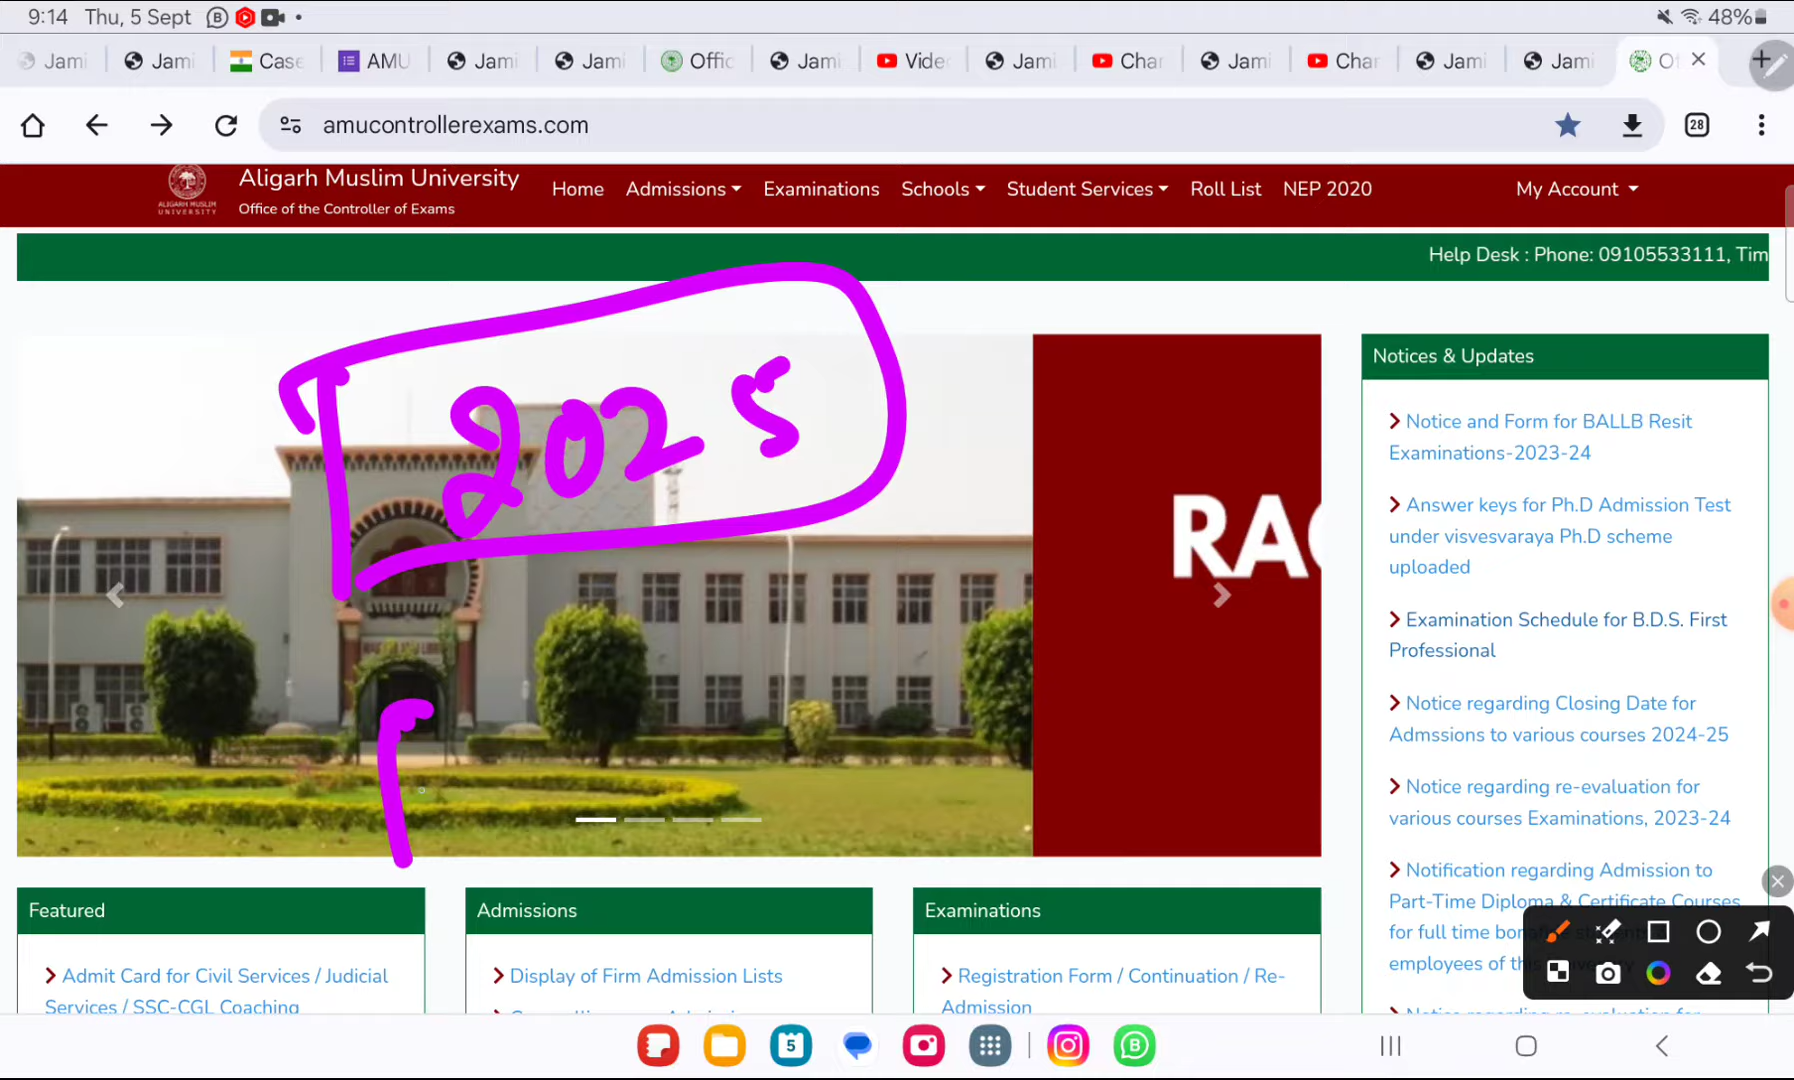 9:14 Thu, 5 Sept
48%
Jami
Jami
Case
AMU
Jami
Jami
Offic
Jami
Video
Jami
Char
Jami
Char
Jami
Jami
amucontrollerexams.com
28
ALIGARH MUSLIM
UNIVERSITY
Aligarh Muslim University
Office of the Controller of Exams
Home Admissions Examinations Schools Student Services Roll List NEP 2020 My Account
Help Desk : Phone: 09105533111, Tim
2025
RAG
Notices & Updates
Notice and Form for BALLB Resit
Examinations-2023-24
Answer keys for Ph.D Admission Test
under visvesvaraya Ph.D scheme
uploaded
Examination Schedule for B.D.S. First
Professional
Notice regarding Closing Date for
Admssions to various courses 2024-25
Notice regarding re-evaluation for
various courses Examinations, 2023-24
Notification regarding Admission to
Part-Time Diploma & Certificate Courses
for full time bon
employees of
Featured
Admit Card for Civil Services / Judicial
Services / SSC-CGL Coaching
Admissions
Display of Firm Admission Lists
Examinations
Registration Form / Continuation / Re-
Admission
5